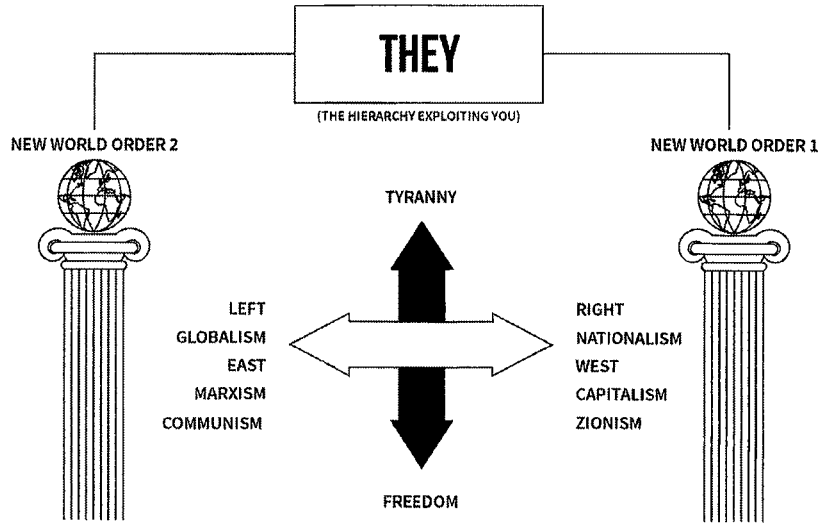 THEY
(THE HIERARCHY EXPLOITING YOU)
NEW WORLD ORDER 2
NEW WORLD ORDER 1
TYRANNY
LEFT
GLOBALISM
EAST
MARXISM
COMMUNISM
RIGHT
NATIONALISM
WEST
CAPITALISM
ZIONISM
FREEDOM